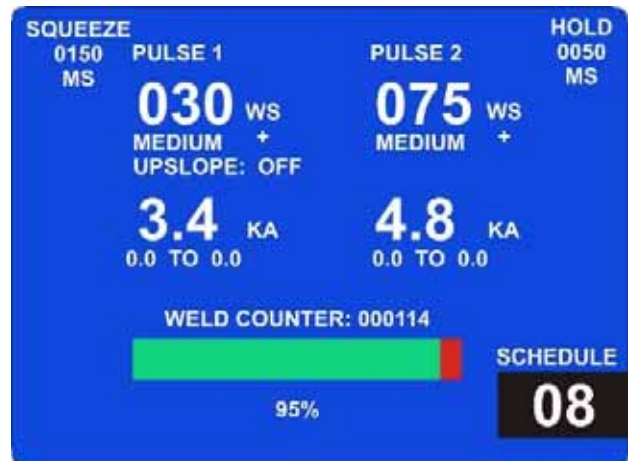 SQUEEZE
0150
MS
HOLD
0050
MS
PULSE 1
030 WS
MEDIUM +
UPSLOPE: OFF
3.4 KA
0.0 TO 0.0
PULSE 2
075 WS
MEDIUM +
4.8 KA
0.0 TO 0.0
WELD COUNTER: 000114
95%
SCHEDULE
08